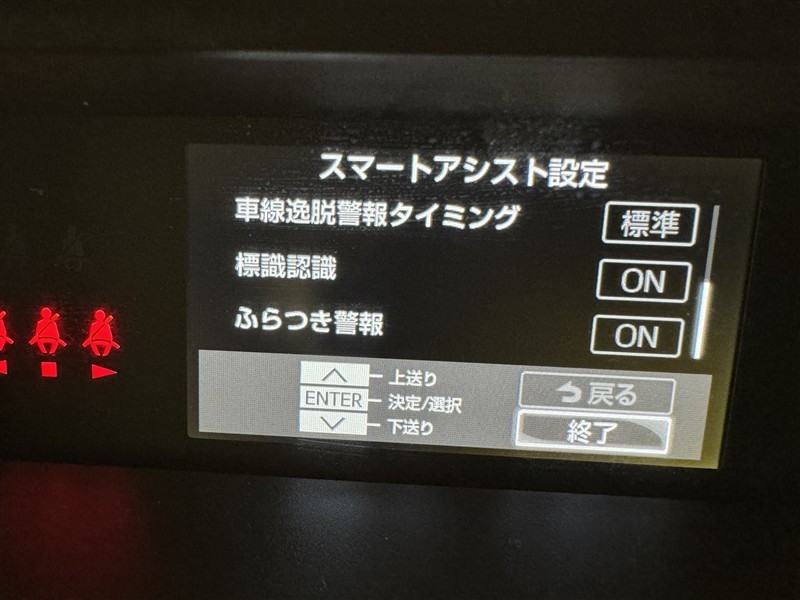 スマートアシスト設定
車線逸脱警報タイミング 標準
標識認識 ON
ふらつき警報 ON
上送り
ENTER 決定/選択
下送り
戻る
終了